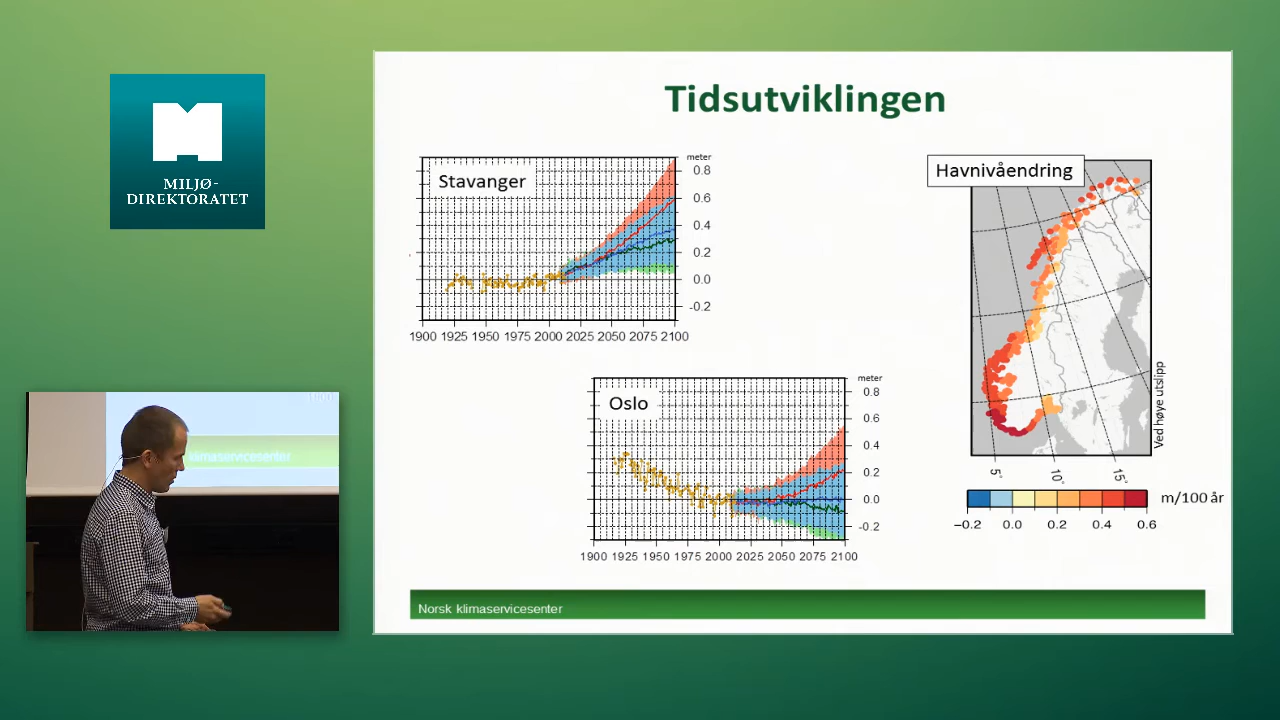 MILJØ-
DIREKTORATET
Tidsutviklingen
meter
Stavanger
0.8
0.6
0.4
0.2
0.0
-0.2
1900 1925 1950 1975 2000 2025 2050 2075 2100
Havnivåendring
Ved høye utslipp
5° 10° 15°
m/100 år
−0.2 0.0 0.2 0.4 0.6
meter
Oslo
0.8
0.6
0.4
0.2
0.0
-0.2
1900 1925 1950 1975 2000 2025 2050 2075 2100
klimaservicesenter
Norsk klimaservicesenter